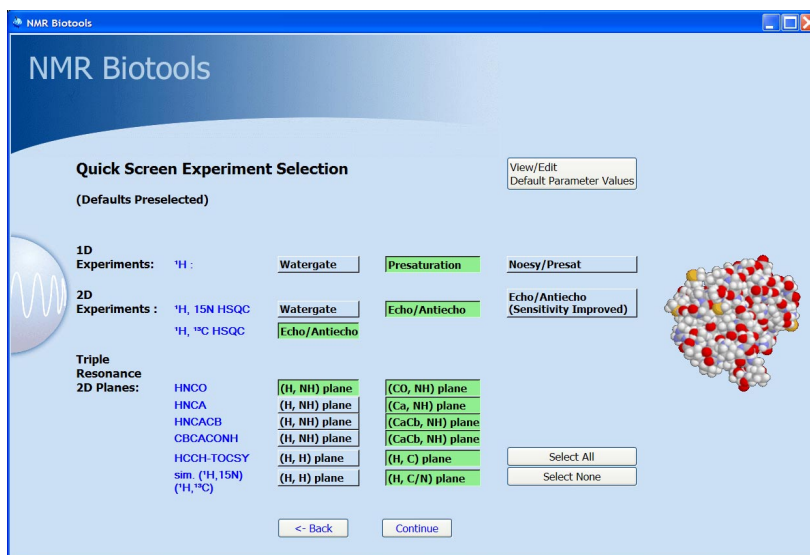 NMR Biotools
NMR Biotools
Quick Screen Experiment Selection
View/Edit
Default Parameter Values
(Defaults Preselected)
1D
Experiments: ¹H : Watergate Presaturation Noesy/Presat
2D
Experiments : ¹H, 15N HSQC Watergate Echo/Antiecho Echo/Antiecho
(Sensitivity Improved)
¹H, ¹³C HSQC Echo/Antiecho
Triple
Resonance
2D Planes: HNCO (H, NH) plane (CO, NH) plane
HNCA (H, NH) plane (Ca, NH) plane
HNCACB (H, NH) plane (CaCb, NH) plane
CBCACONH (H, NH) plane (CaCb, NH) plane
HCCH-TOCSY (H, H) plane (H, C) plane Select All
sim. (¹H,15N) (H, H) plane (H, C/N) plane Select None
(¹H,¹³C)
<- Back Continue